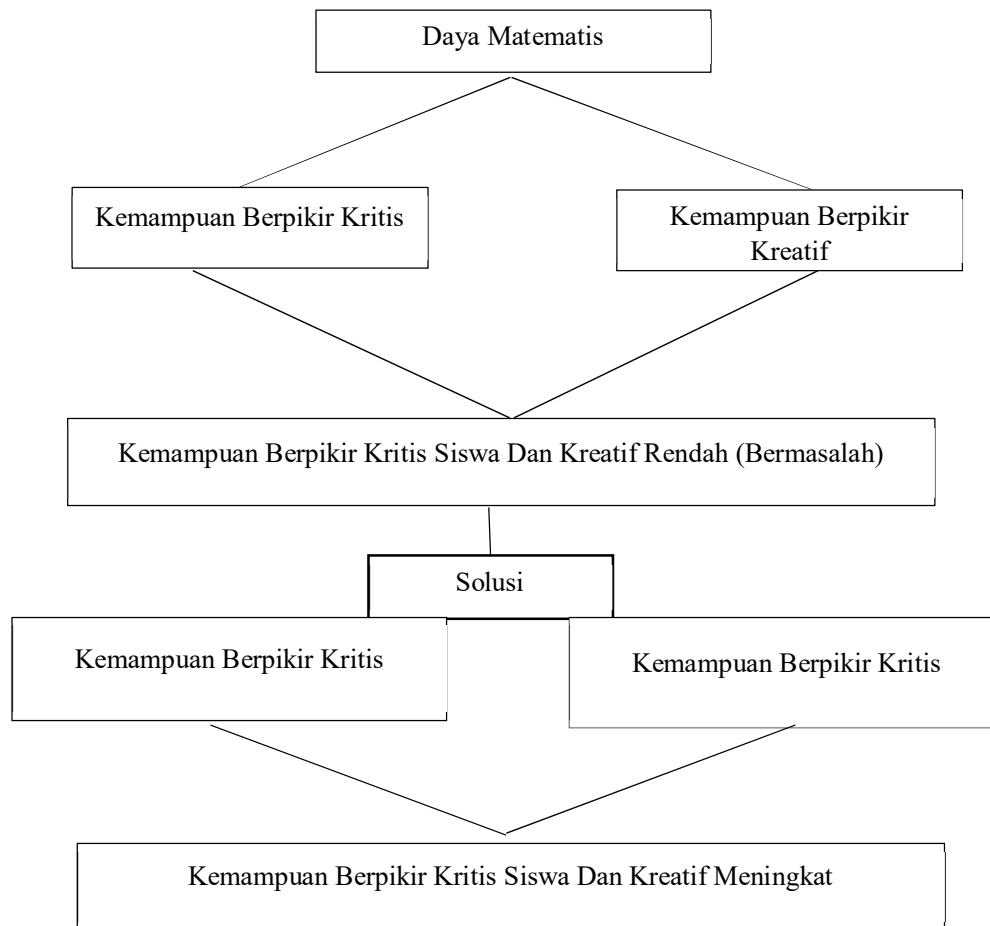 Daya Matematis
Kemampuan Berpikir Kritis
Kemampuan Berpikir
Kreatif
Kemampuan Berpikir Kritis Siswa Dan Kreatif Rendah (Bermasalah)
Solusi
Kemampuan Berpikir Kritis
Kemampuan Berpikir Kritis
Kemampuan Berpikir Kritis Siswa Dan Kreatif Meningkat